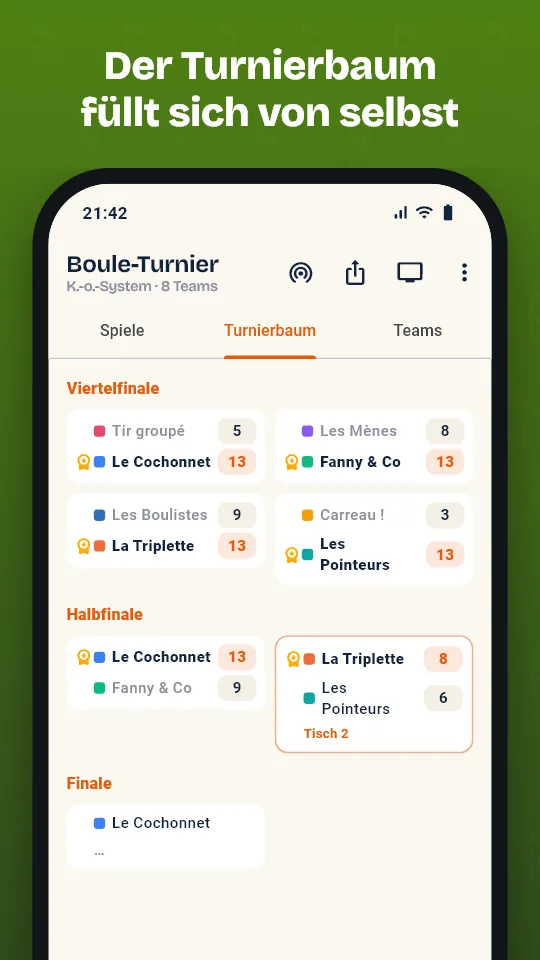 Der Turnierbaum
füllt sich von selbst
21:42
Boule-Turnier
K.-o.-System · 8 Teams
Spiele
Turnierbaum
Teams
Viertelfinale
Tir groupé 5
Le Cochonnet 13
Les Mènes 8
Fanny & Co 13
Les Boulistes 9
La Triplette 13
Carreau ! 3
Les
Pointeurs 13
Halbfinale
Le Cochonnet 13
Fanny & Co 9
La Triplette 8
Les
Pointeurs 6
Tisch 2
Finale
Le Cochonnet
...